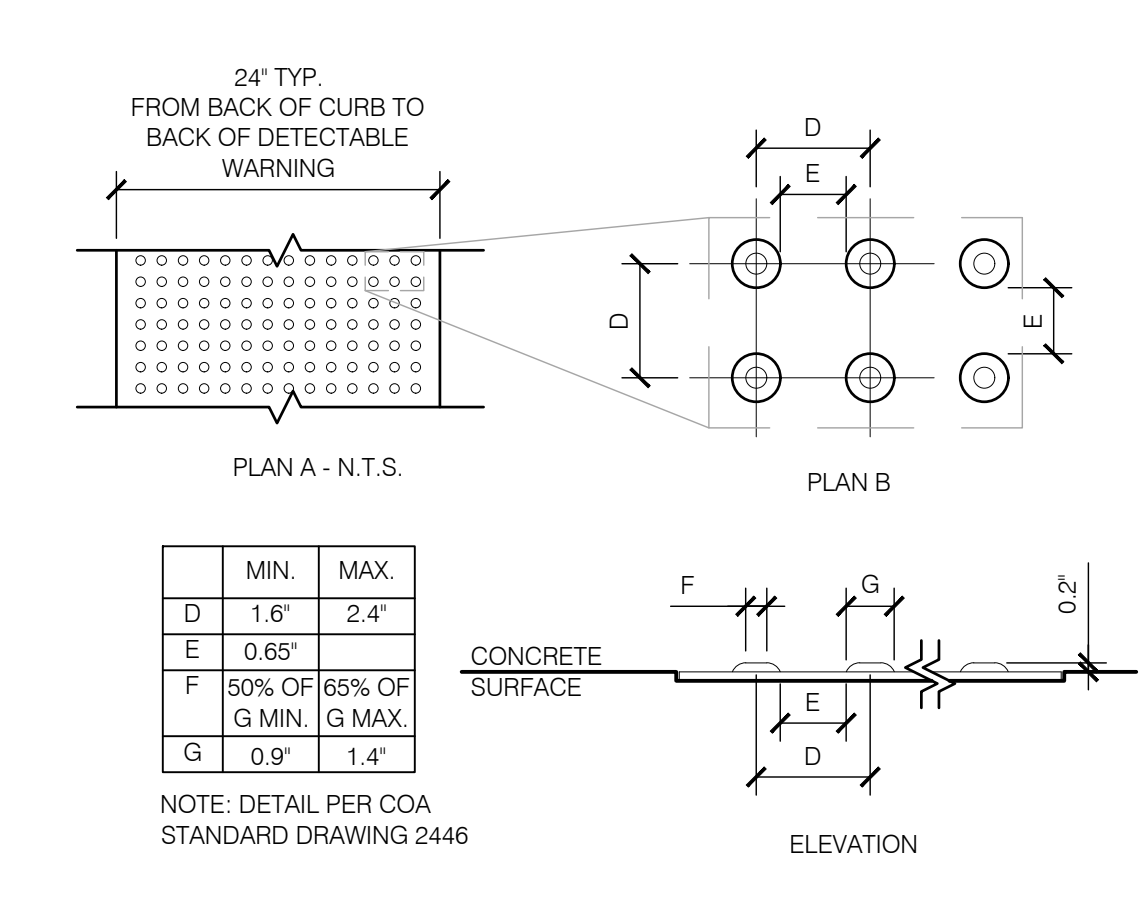 24" TYP.
FROM BACK OF CURB TO
BACK OF DETECTABLE
WARNING
PLAN A - N.T.S.
D
E
D
E
PLAN B
MIN. MAX.
D 1.6" 2.4"
E 0.65"
F 50% OF 65% OF
G MIN. G MAX.
G 0.9" 1.4"
NOTE: DETAIL PER COA
STANDARD DRAWING 2446
F
G
0.2"
CONCRETE
SURFACE
E
D
ELEVATION